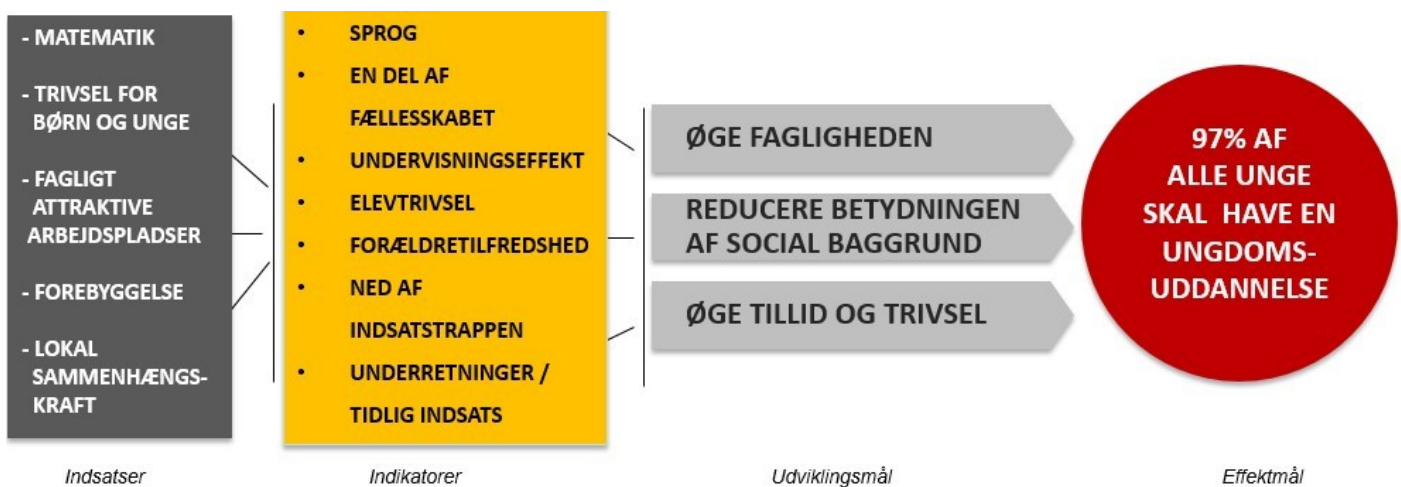 - MATEMATIK
- TRIVSEL FOR
BØRN OG UNGE
- FAGLIGT
ATTRAKTIVE
ARBEJDSPLADSER
- FOREBYGGELSE
- LOKAL
SAMMENHÆNGS-
KRAFT
• SPROG
• EN DEL AF
FÆLLESSKABET
• UNDERVISNINGSEFFEKT
• ELEVTRIVSEL
• FORÆLDRETILFREDSHED
• NED AF
INDSATSTRAPPEN
• UNDERRETNINGER /
TIDLIG INDSATS
ØGE FAGLIGHEDEN
REDUCERE BETYDNINGEN
AF SOCIAL BAGGRUND
ØGE TILLID OG TRIVSEL
97% AF
ALLE UNGE
SKAL HAVE EN
UNGDOMS-
UDDANNELSE
Indsatser
Indikatorer
Udviklingsmål
Effektmål